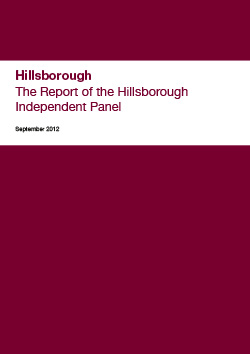 Hillsborough
The Report of the Hillsborough
Independent Panel
September 2012